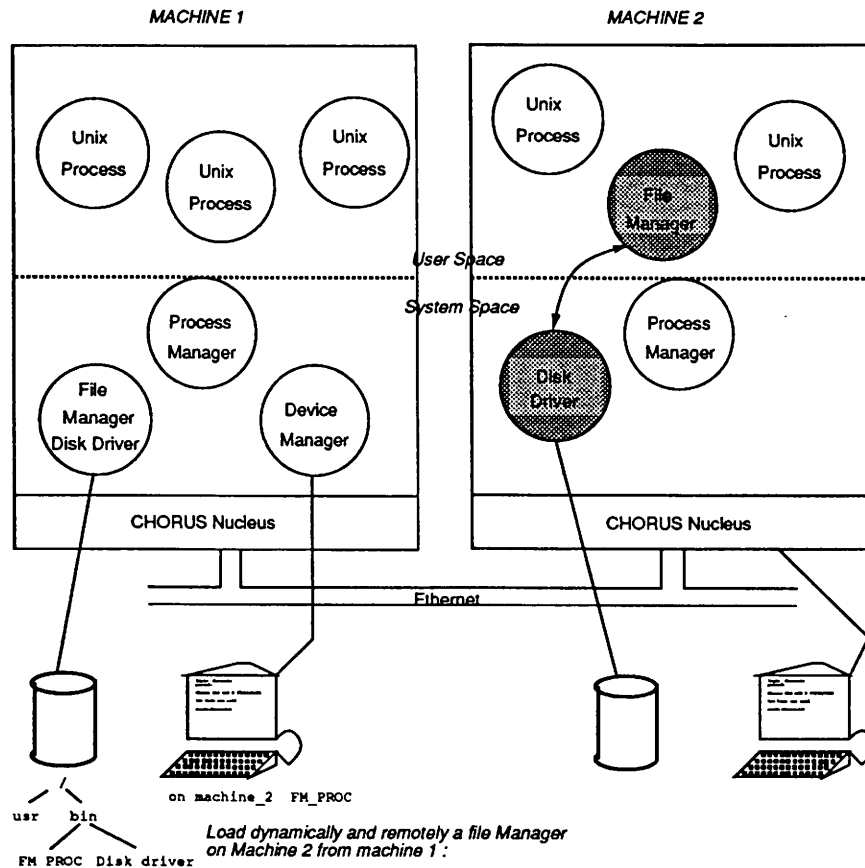 MACHINE 1
MACHINE 2
Unix
Process
Unix
Process
Unix
Process
Unix
Process
File
Manager
Unix
Process
User Space
System Space
Process
Manager
File
Manager
Disk Driver
Device
Manager
Process
Manager
Disk
Driver
CHORUS Nucleus
CHORUS Nucleus
Ethernet
/
usr bin
FM_PROC Disk driver
on machine_2 FM_PROC
Load dynamically and remotely a file Manager
on Machine 2 from machine 1 :